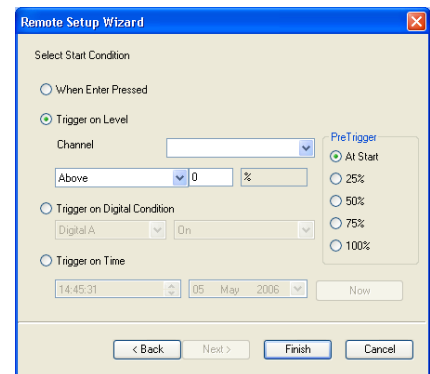 Remote Setup Wizard
Select Start Condition
When Enter Pressed
Trigger on Level
Channel
Above 0 %
PreTrigger
At Start
25%
50%
75%
100%
Trigger on Digital Condition
Digital A On
Trigger on Time
14:45:31 05 May 2006 Now
< Back Next > Finish Cancel